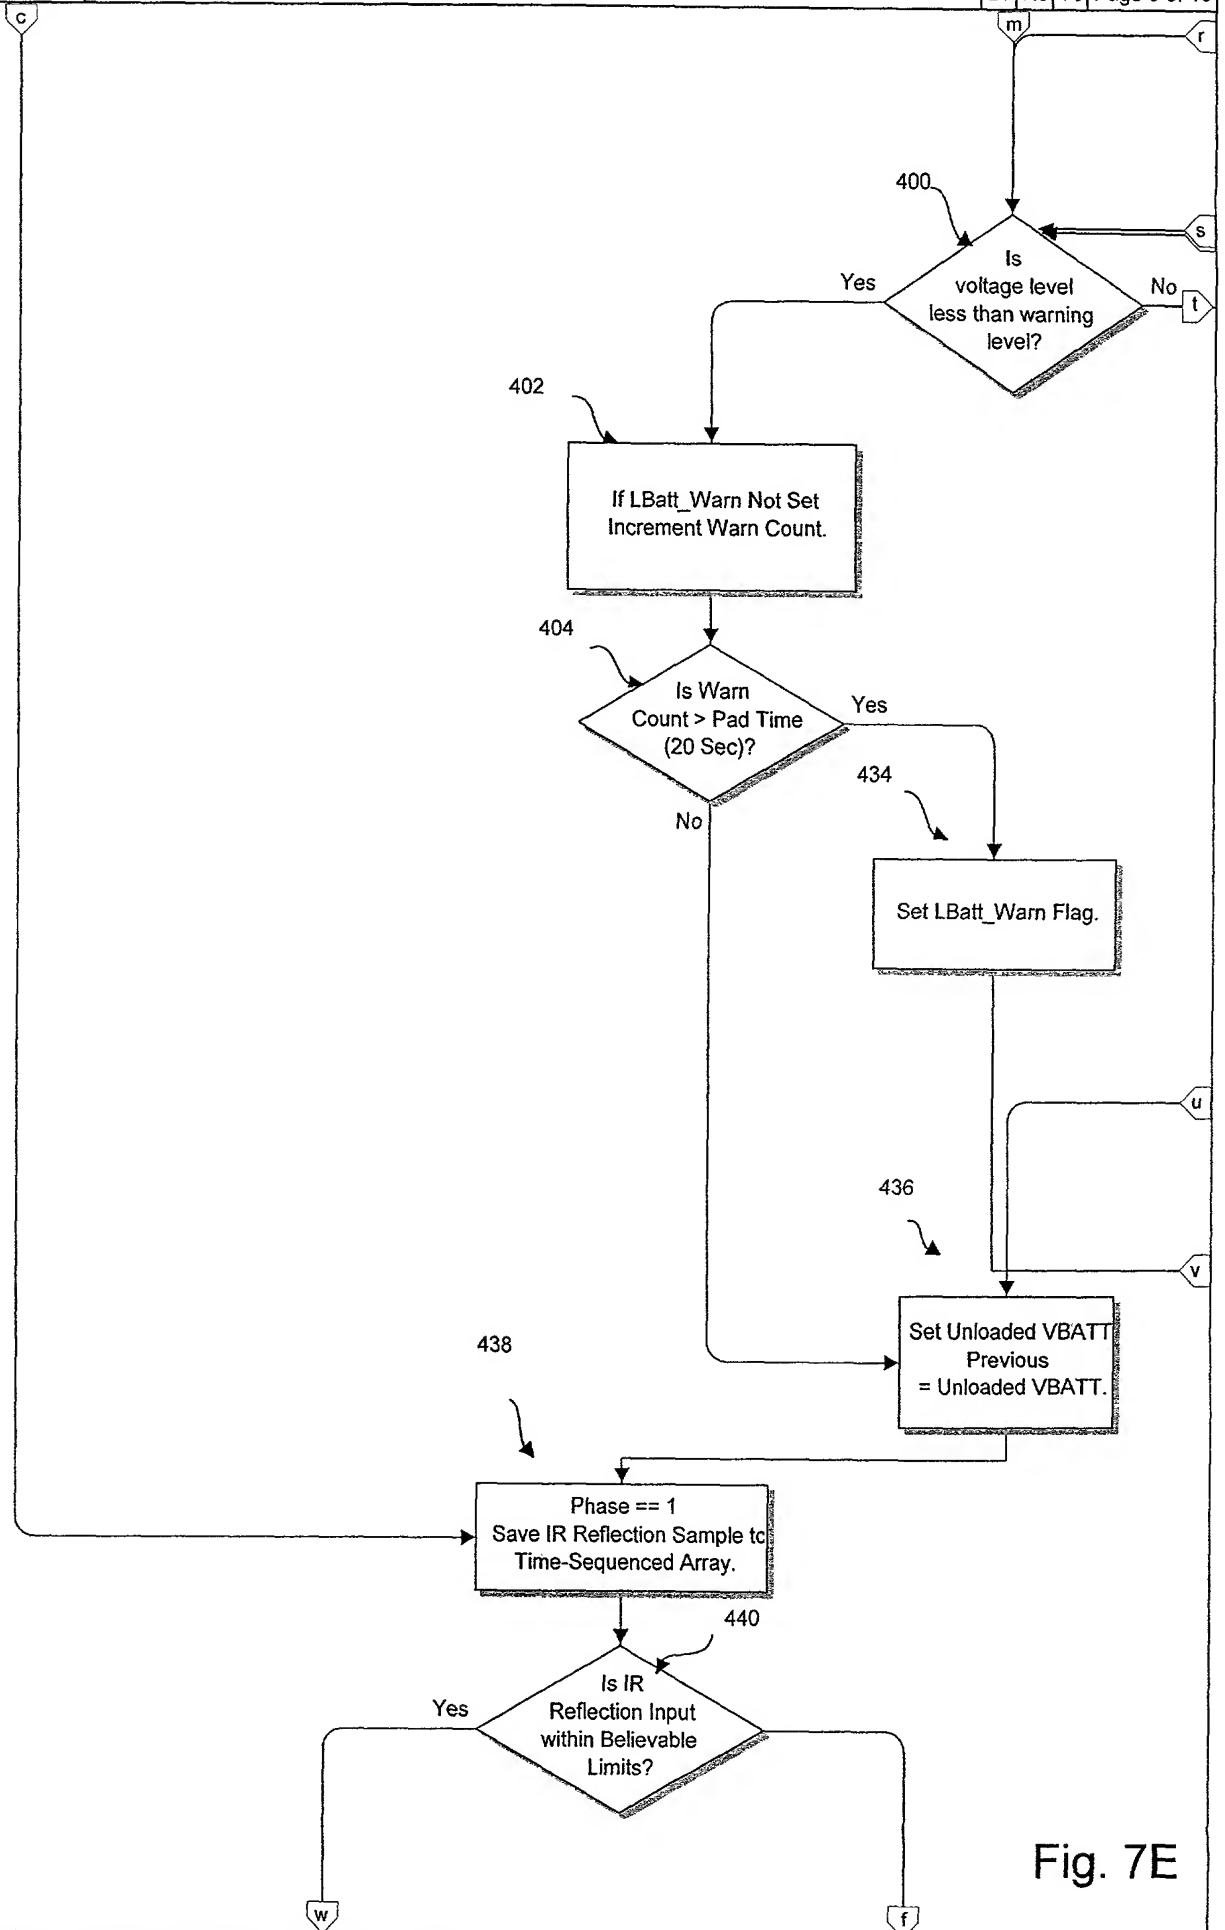 c
m
r
400
s
Is
voltage level
less than warning
level?
Yes
No
t
402
If LBatt_Warn Not Set
Increment Warn Count.
404
Is Warn
Count > Pad Time
(20 Sec)?
Yes
No
434
Set LBatt_Warn Flag.
u
436
v
Set Unloaded VBATT
Previous
= Unloaded VBATT.
438
Phase == 1
Save IR Reflection Sample to
Time-Sequenced Array.
440
Is IR
Reflection Input
within Believable
Limits?
Yes
Fig. 7E
w
f